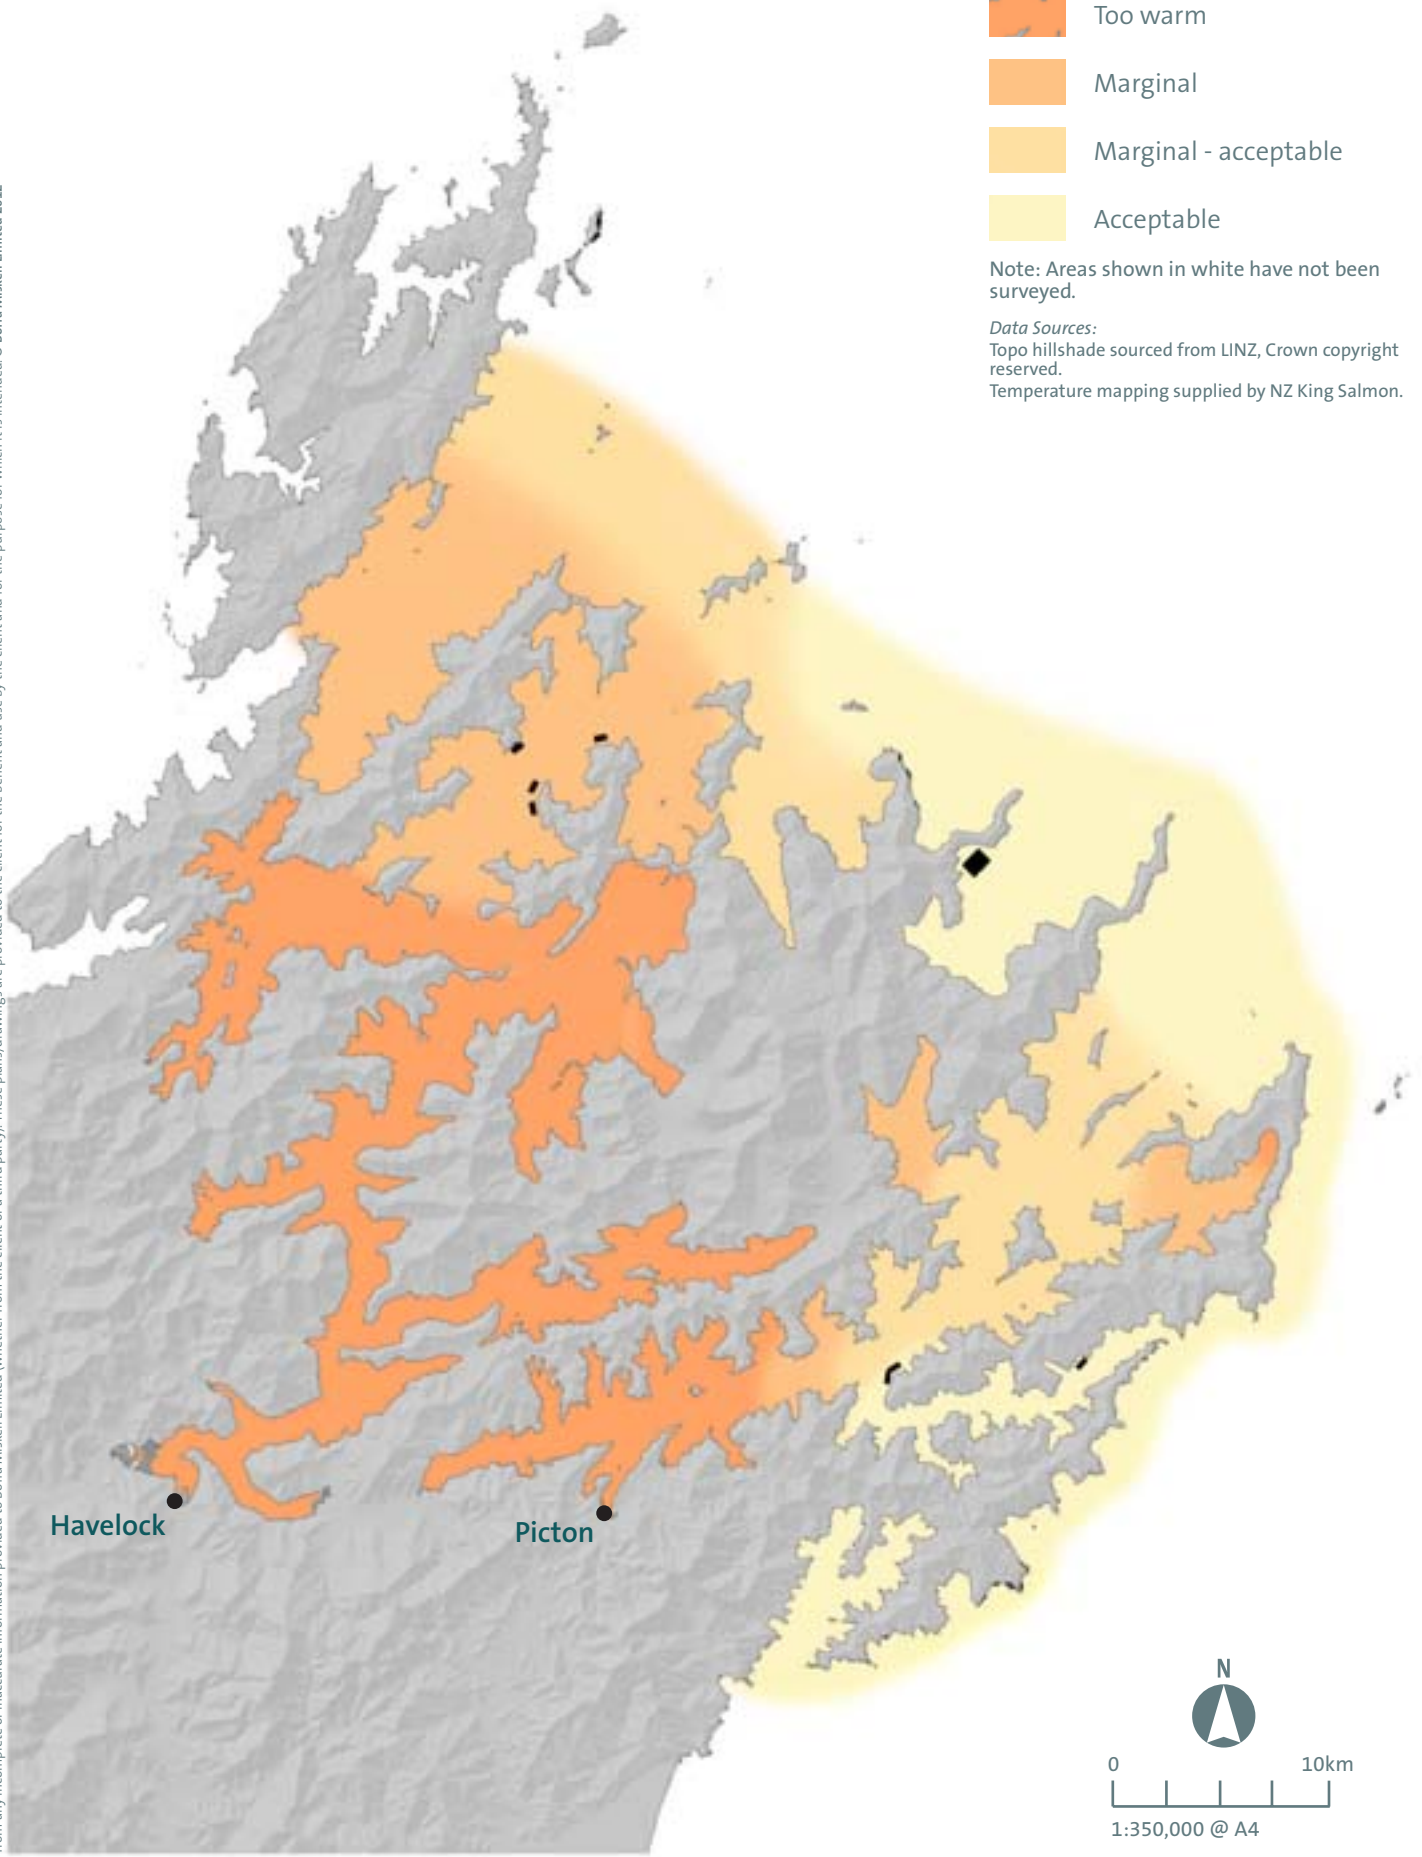 Too warm
Marginal
Marginal - acceptable
Acceptable
Note: Areas shown in white have not been
surveyed.
Data Sources:
Topo hillshade sourced from LINZ, Crown copyright
reserved.
Temperature mapping supplied by NZ King Salmon.
Havelock
Picton
N
0 10km
1:350,000 @ A4